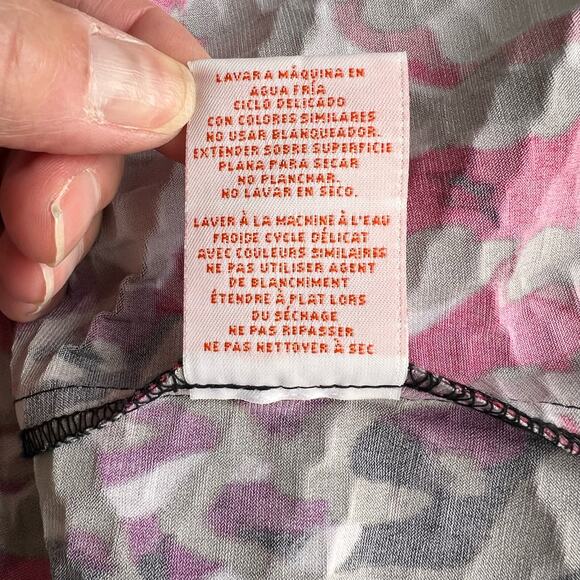 LAVAR A MÁQUINA EN
AGUA FRÍA
CICLO DELICADO
CON COLORES SIMILARES
NO USAR BLANQUEADOR.
EXTENDER SOBRE SUPERFICIE
PLANA PARA SECAR
NO PLANCHAR.
NO LAVAR EN SECO.
LAVER À LA MACHINE À L'EAU
FROIDE CYCLE DÉLICAT
AVEC COULEURS SIMILAIRES
NE PAS UTILISER AGENT
DE BLANCHIMENT
ÉTENDRE À PLAT LORS
DU SÉCHAGE
NE PAS REPASSER
NE PAS NETTOYER À SEC